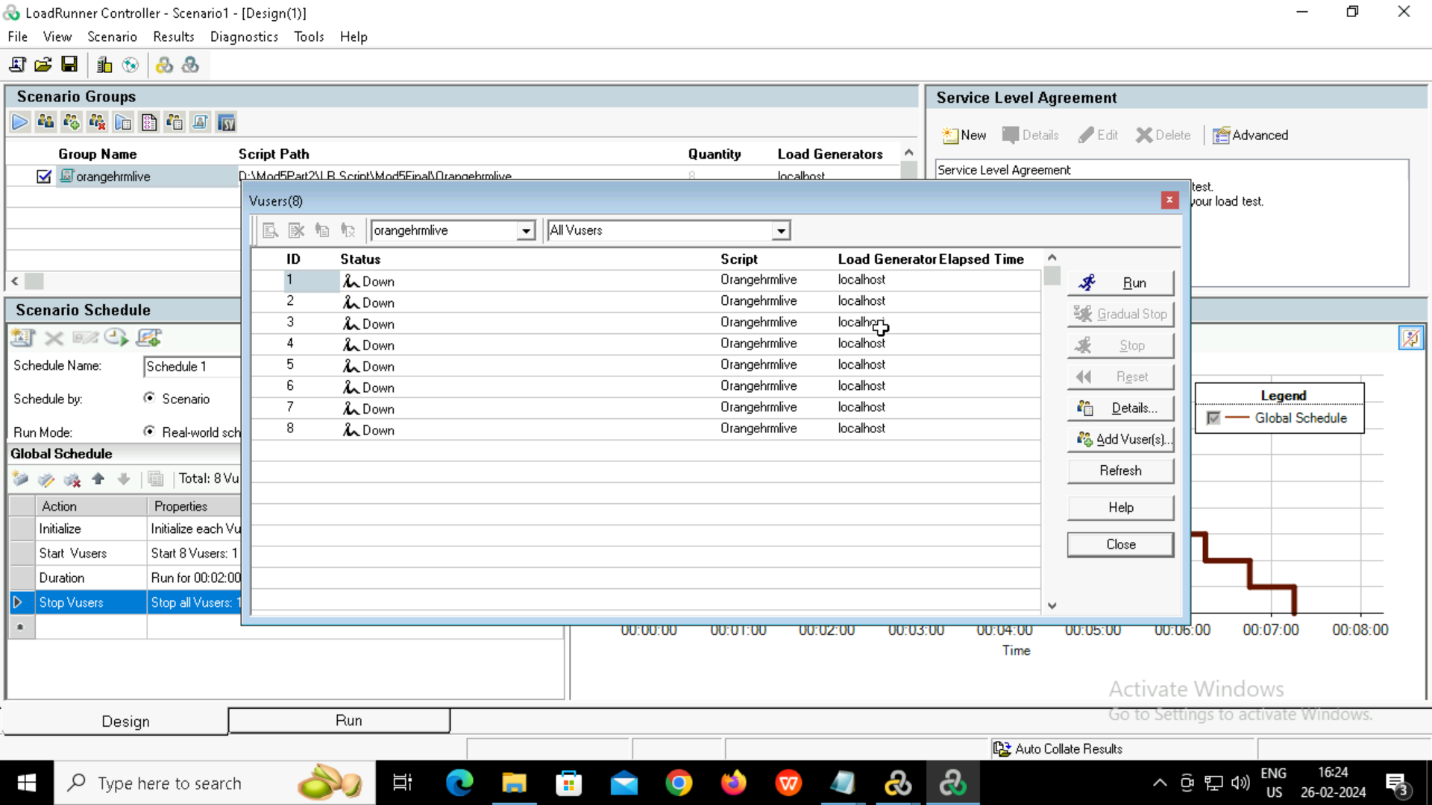 LoadRunner Controller - Scenario1 - [Design(1)]
File View Scenario Results Diagnostics Tools Help
Scenario Groups
Group Name Script Path Quantity Load Generators
orangehrmlive D:\Mod5Part2\LR Script\Mod5Final\Orangehrmlive 8 localhost
Service Level Agreement
New Details Edit Delete Advanced
Service Level Agreement
test.
your load test.
Vusers(8)
orangehrmlive All Vusers
ID Status Script Load Generator Elapsed Time
1 Down Orangehrmlive localhost
2 Down Orangehrmlive localhost
3 Down Orangehrmlive localhost
4 Down Orangehrmlive localhost
5 Down Orangehrmlive localhost
6 Down Orangehrmlive localhost
7 Down Orangehrmlive localhost
8 Down Orangehrmlive localhost
Run
Gradual Stop
Stop
Reset
Details...
Add Vuser(s)...
Refresh
Help
Close
Scenario Schedule
Schedule Name: Schedule 1
Schedule by: Scenario
Run Mode: Real-world sch
Global Schedule
Total: 8 Vu
Action Properties
Initialize Initialize each Vu
Start Vusers Start 8 Vusers: 1
Duration Run for 00:02:00
Stop Vusers Stop all Vusers: 1
*
Legend
Global Schedule
00:00:00 00:01:00 00:02:00 00:03:00 00:04:00 00:05:00 00:06:00 00:07:00 00:08:00
Time
Activate Windows
Go to Settings to activate Windows.
Design Run
Auto Collate Results
Type here to search
ENG
US
16:24
26-02-2024
3